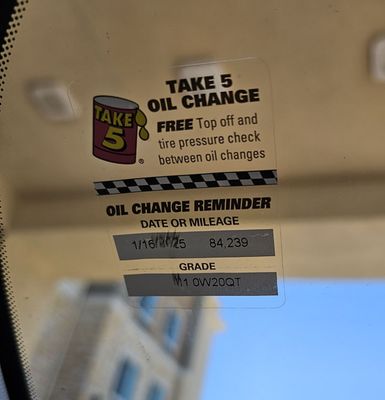 TAKE 5
OIL CHANGE
TAKE
5
®
FREE Top off and
tire pressure check
between oil changes
OIL CHANGE REMINDER
DATE OR MILEAGE
1/16/25 84,239
GRADE
0W20QT